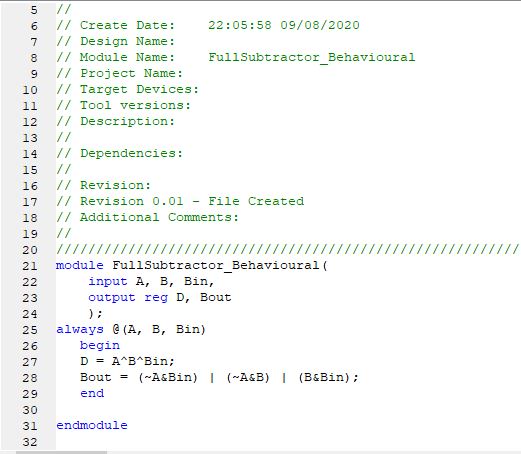 5 //
6 // Create Date:    22:05:58 09/08/2020
7 // Design Name:
8 // Module Name:    FullSubtractor_Behavioural
9 // Project Name:
10 // Target Devices:
11 // Tool versions:
12 // Description:
13 //
14 // Dependencies:
15 //
16 // Revision:
17 // Revision 0.01 - File Created
18 // Additional Comments:
19 //
20 //////////////////////////////////////////////////////////
21 module FullSubtractor_Behavioural(
22     input A, B, Bin,
23     output reg D, Bout
24     );
25 always @(A, B, Bin)
26    begin
27    D = A^B^Bin;
28    Bout = (~A&Bin) | (~A&B) | (B&Bin);
29    end
30
31 endmodule
32